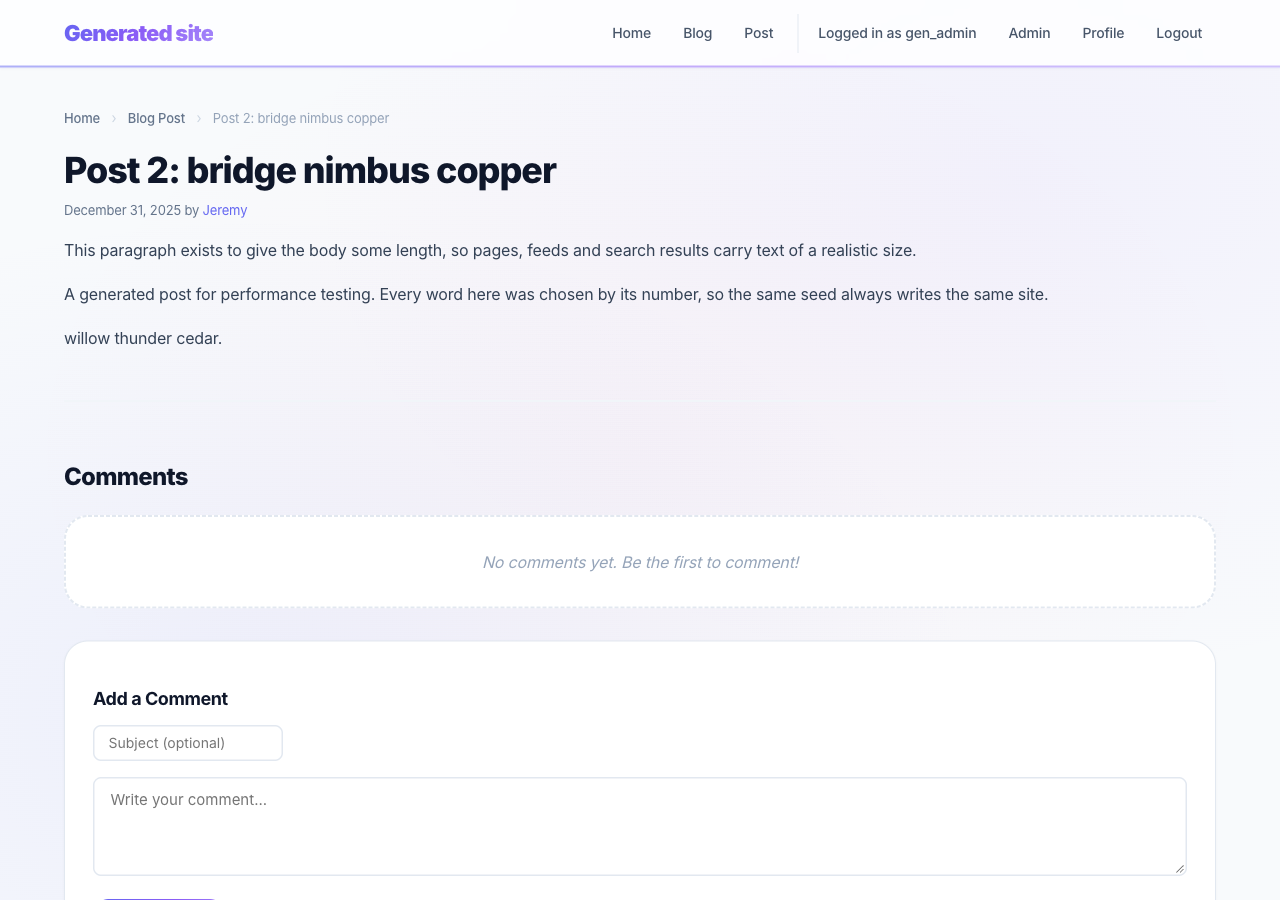 Generated site
Home Blog Post Logged in as gen_admin Admin Profile Logout
Home › Blog Post › Post 2: bridge nimbus copper
Post 2: bridge nimbus copper
December 31, 2025 by Jeremy
This paragraph exists to give the body some length, so pages, feeds and search results carry text of a realistic size.
A generated post for performance testing. Every word here was chosen by its number, so the same seed always writes the same site.
willow thunder cedar.
Comments
No comments yet. Be the first to comment!
Add a Comment
Subject (optional)
Write your comment...